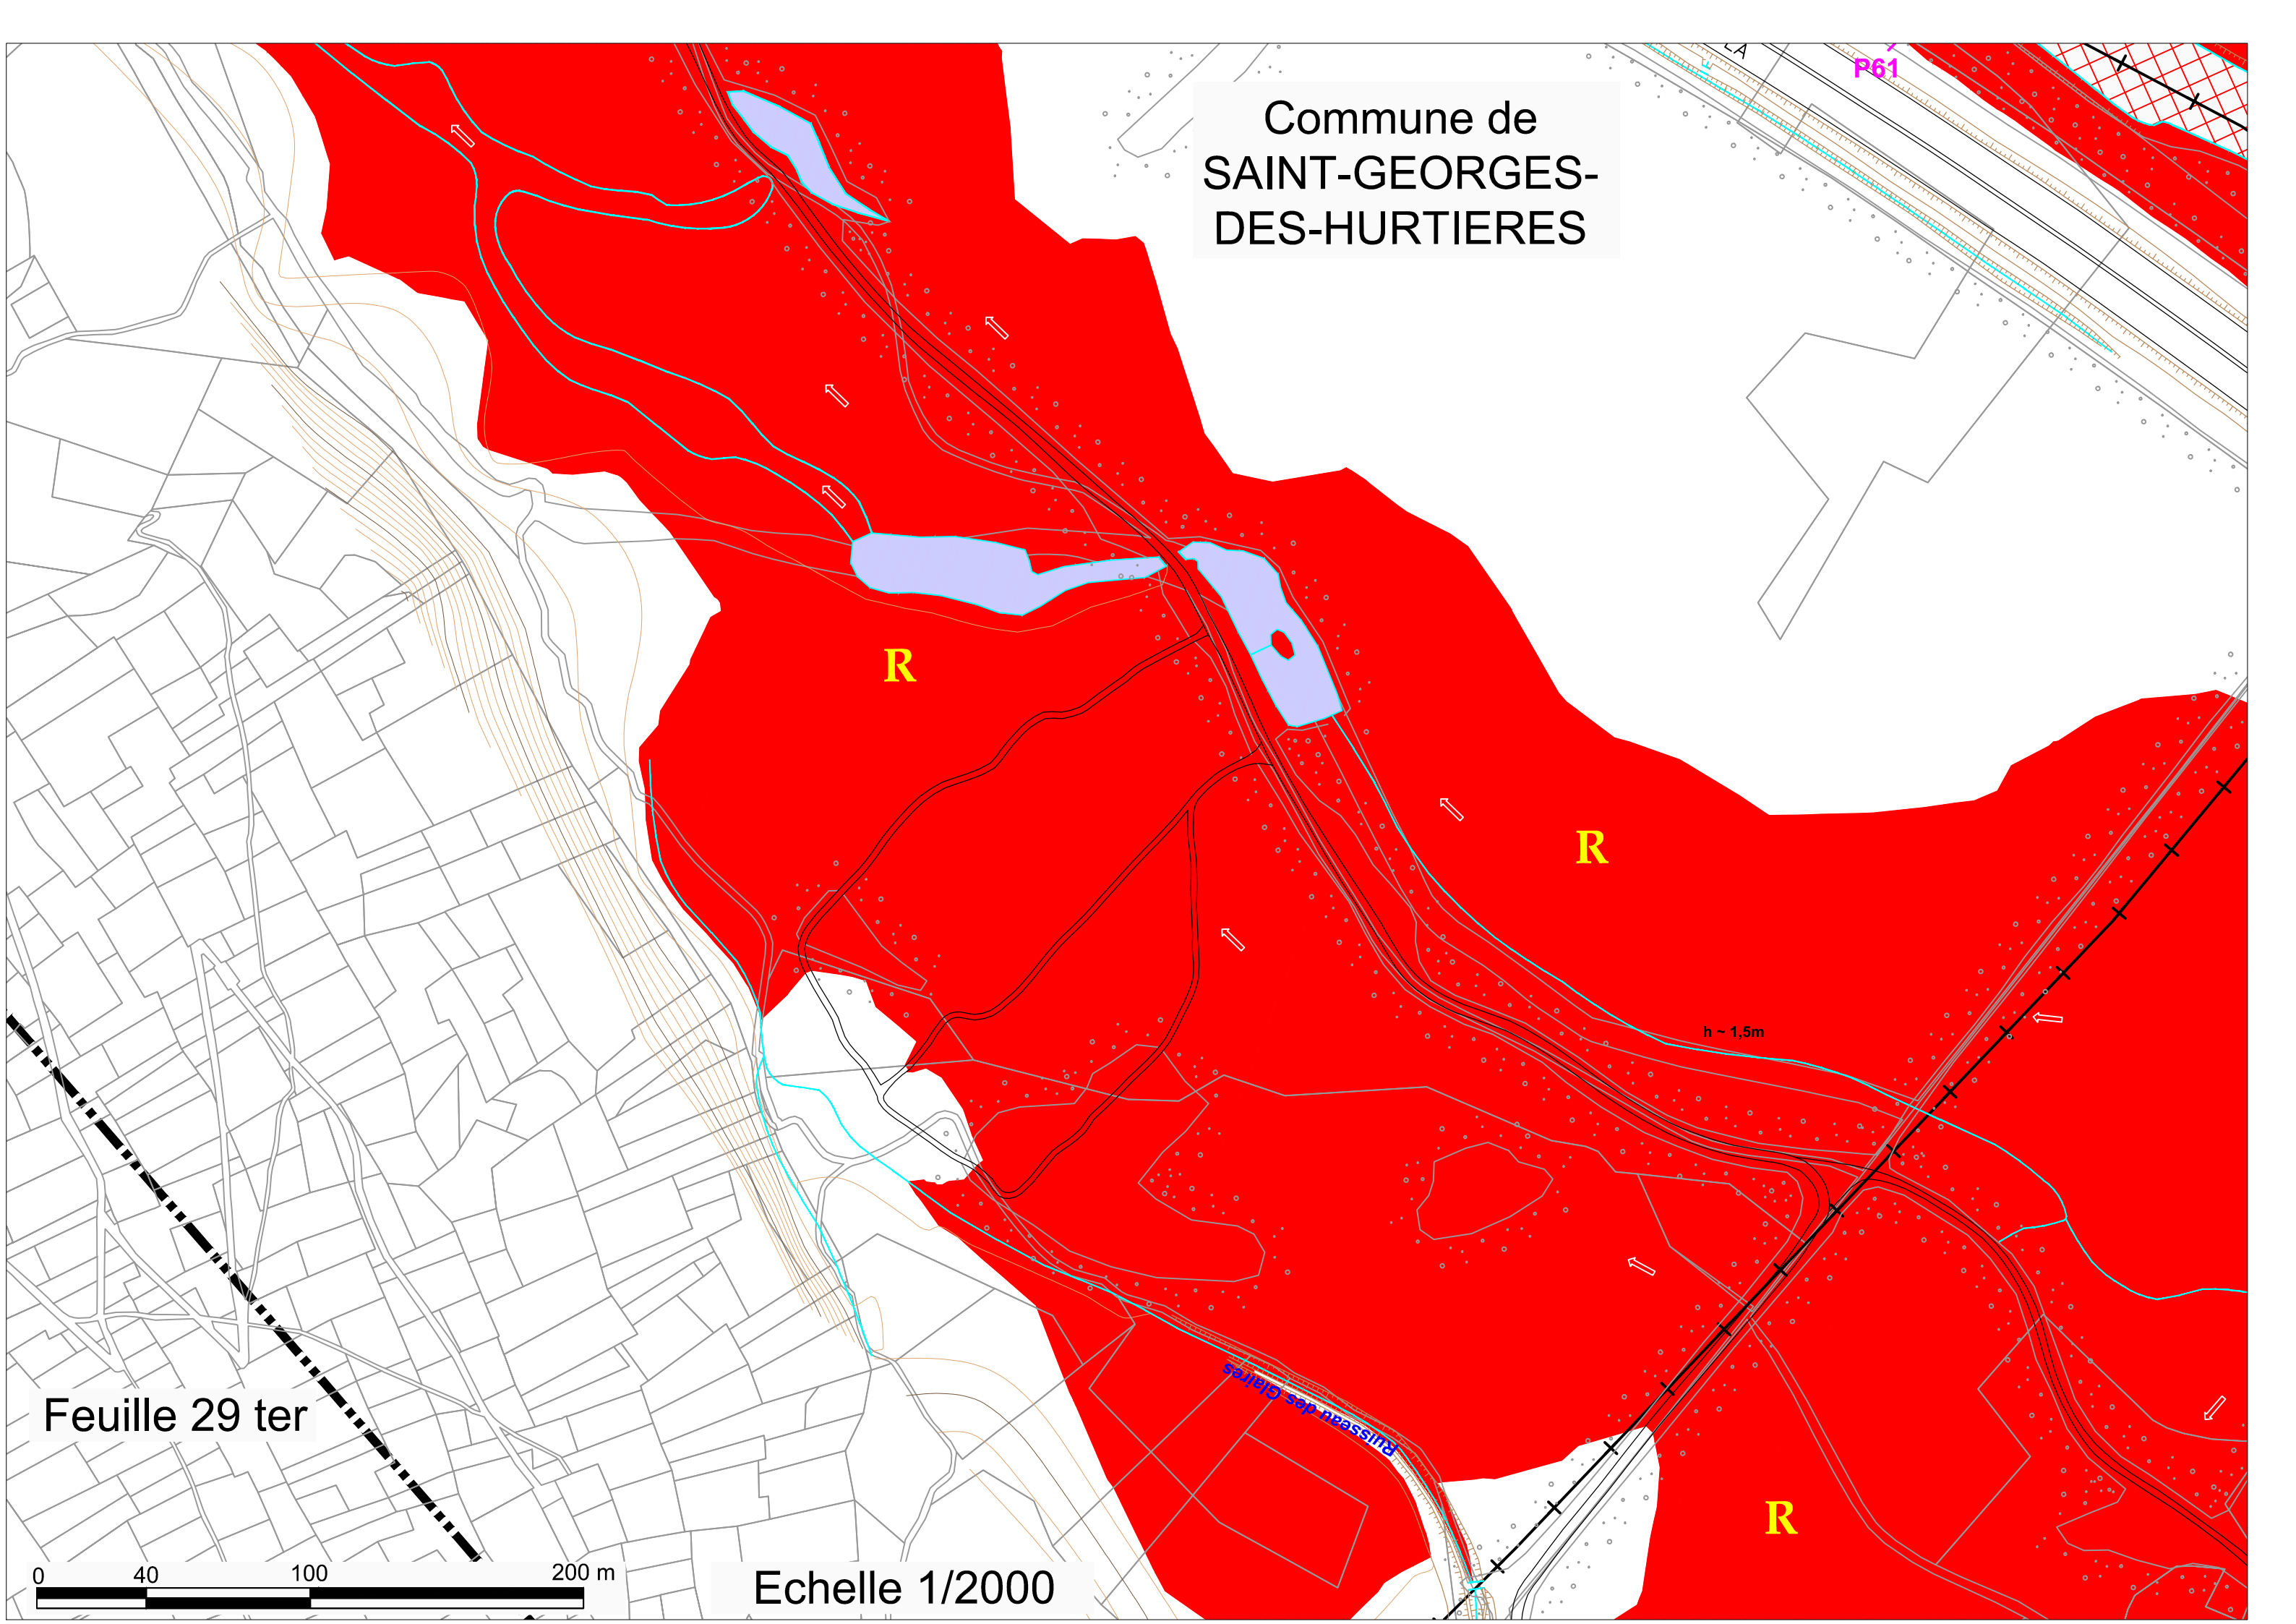 LA
P61
Commune de
SAINT-GEORGES-
DES-HURTIERES
R
R
h ~ 1,5m
Ruisseau des Glaires
Feuille 29 ter
R
0 40 100 200 m
Echelle 1/2000